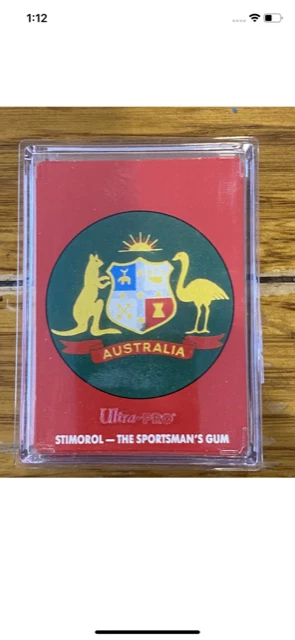 1:12
AUSTRALIA
Ultra·PRO®
STIMOROL — THE SPORTSMAN'S GUM